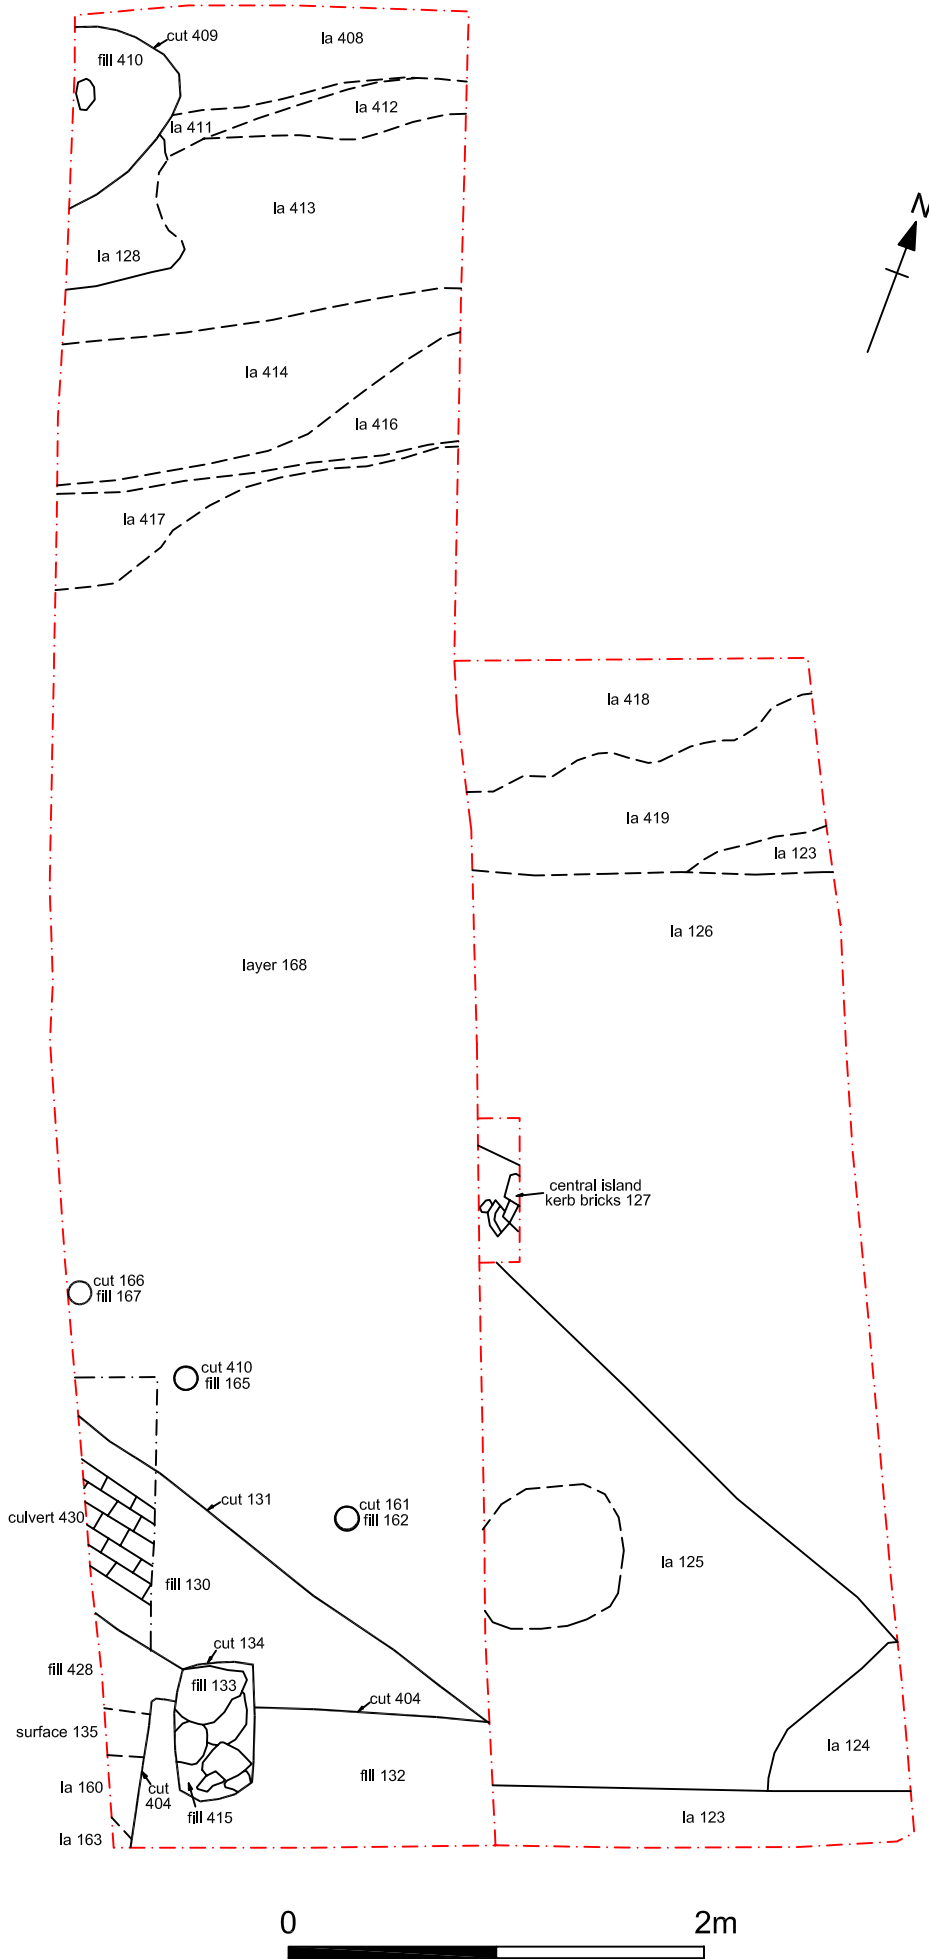 cut 409
la 408
fill 410
la 412
la 411
la 413
N
la 128
la 414
la 416
la 417
la 418
la 419
la 123
la 126
layer 168
central island
kerb bricks 127
cut 166
fill 167
cut 410
fill 165
cut 131
cut 161
fill 162
culvert 430
la 125
fill 130
cut 134
fill 428
fill 133
cut 404
surface 135
la 124
la 160
cut
404
fill 132
fill 415
la 123
la 163
0
2m